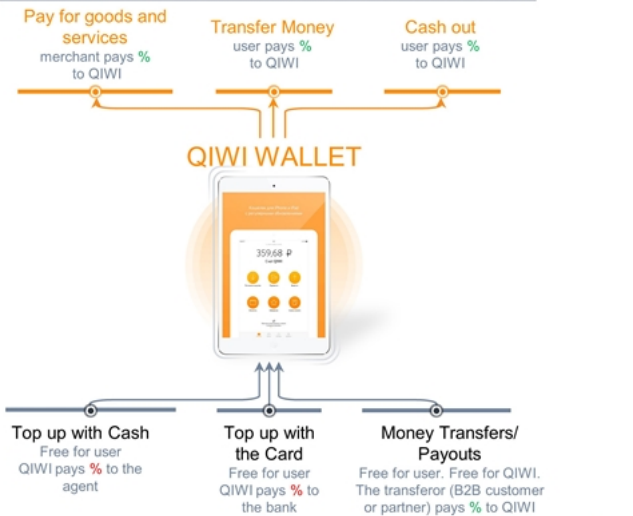 Pay for goods and
services
merchant pays %
to QIWI
Transfer Money
user pays %
to QIWI
Cash out
user pays %
to QIWI
QIWI WALLET
359,68 ₽
Top up with Cash
Free for user
QIWI pays % to the
agent
Top up with
the Card
Free for user
QIWI pays % to
the bank
Money Transfers/
Payouts
Free for user. Free for QIWI.
The transferor (B2B customer
or partner) pays % to QIWI